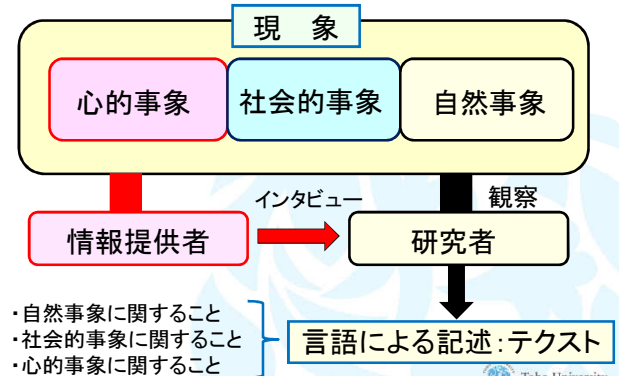 現 象
心的事象 社会的事象 自然事象
インタビュー 観察
情報提供者 研究者
・自然事象に関すること
・社会的事象に関すること
・心的事象に関すること
言語による記述：テクスト
Toho University